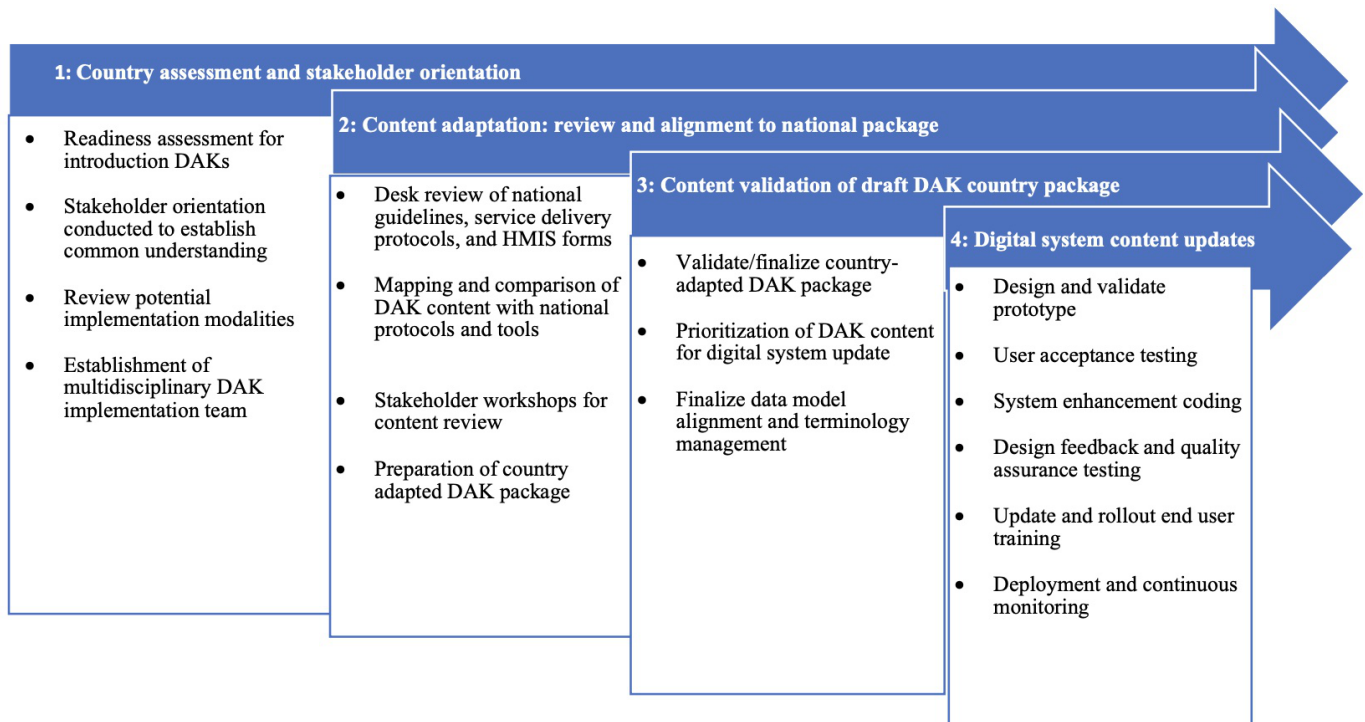 1: Country assessment and stakeholder orientation
• Readiness assessment for
introduction DAKs
• Stakeholder orientation
conducted to establish
common understanding
• Review potential
implementation modalities
• Establishment of
multidisciplinary DAK
implementation team
2: Content adaptation: review and alignment to national package
• Desk review of national
guidelines, service delivery
protocols, and HMIS forms
• Mapping and comparison of
DAK content with national
protocols and tools
• Stakeholder workshops for
content review
• Preparation of country
adapted DAK package
3: Content validation of draft DAK country package
• Validate/finalize country-
adapted DAK package
• Prioritization of DAK content
for digital system update
• Finalize data model
alignment and terminology
management
4: Digital system content updates
• Design and validate
prototype
• User acceptance testing
• System enhancement coding
• Design feedback and quality
assurance testing
• Update and rollout end user
training
• Deployment and continuous
monitoring